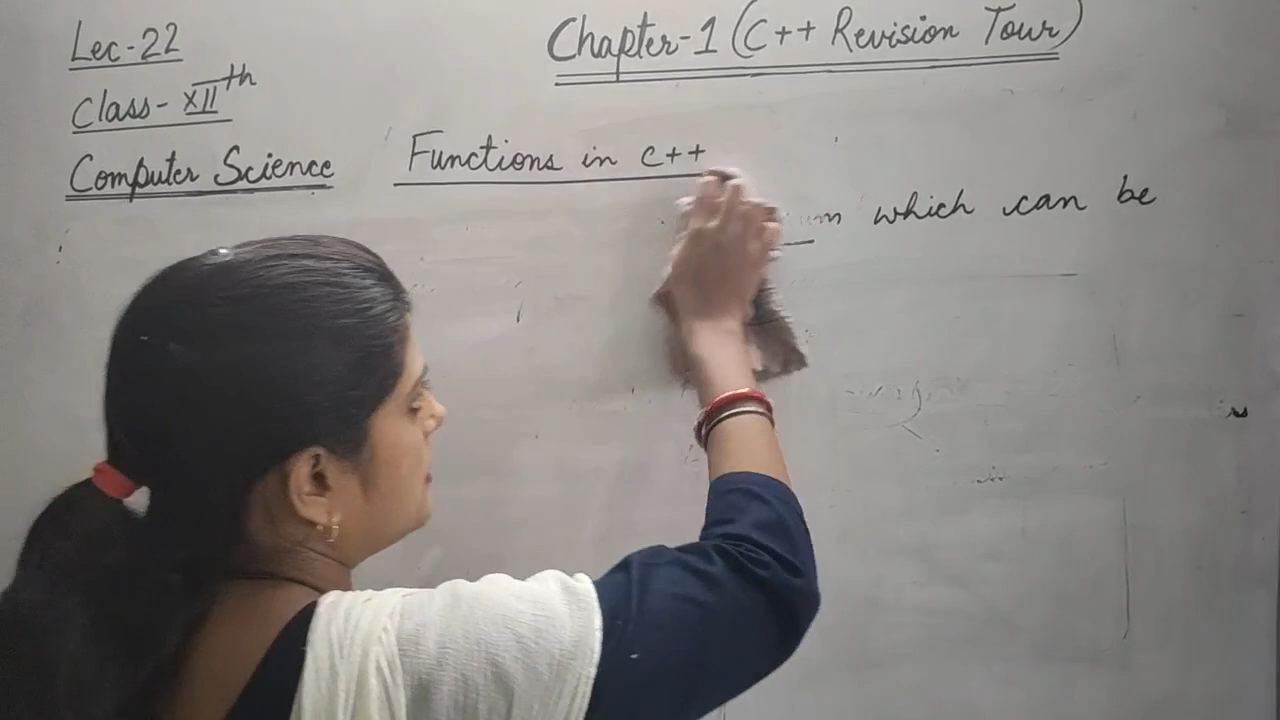 Lec-22
Chapter-1 (C++ Revision Tour)
Class- XIIth
Computer Science
Functions in c++
which can be